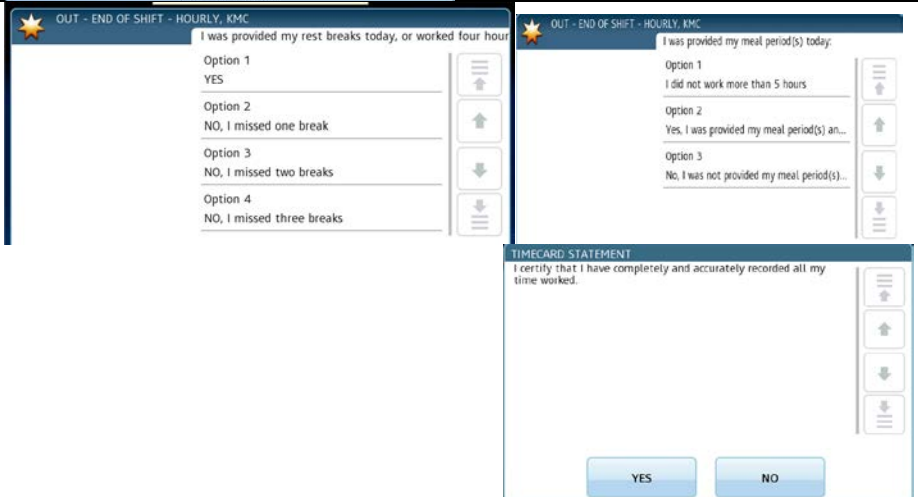 OUT - END OF SHIFT - HOURLY, KMC
I was provided my rest breaks today, or worked four hour
Option 1
YES
Option 2
NO, I missed one break
Option 3
NO, I missed two breaks
Option 4
NO, I missed three breaks
OUT - END OF SHIFT - HOURLY, KMC
I was provided my meal period(s) today:
Option 1
I did not work more than 5 hours
Option 2
Yes, I was provided my meal period(s) an...
Option 3
No, I was not provided my meal period(s)...
TIMECARD STATEMENT
I certify that I have completely and accurately recorded all my
time worked.
YES
NO